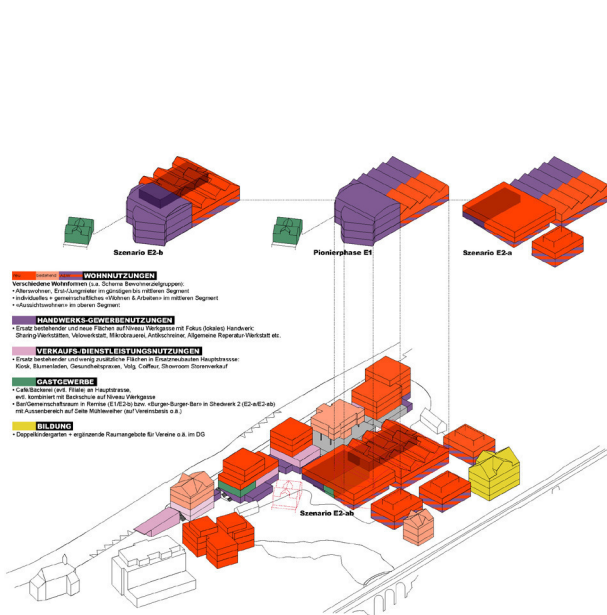 Szenario E2-b
Pionierphase E1
Szenario E2-a
neu bestehend WOHNNUTZUNGEN
Verschiedene Wohnformen (s.a. Schema Bewohnerzielgruppen):
• Alterswohnen, Erst-/Jungmieter im günstigen bis mittleren Segment
• individuelles + gemeinschaftliches «Wohnen & Arbeiten» im mittleren Segment
• «Aussichtswohnen» im oberen Segment
HANDWERKS-GEWERBENUTZUNGEN
• Ersatz bestehender und neue Flächen auf Niveau Werkgasse mit Fokus (lokales) Handwerk:
Sharing-Werkstätten, Velowerkstatt, Mikrobrauerei, Antikschreiner, Allgemeine Reperatur-Werkstatt etc.
VERKAUFS-/DIENSTLEISTUNGSNUTZUNGEN
• Ersatz bestehender und wenig zusätzliche Flächen in Ersatzneubauten Hauptstrassse:
Kiosk, Blumenladen, Gesundheitspraxen, Volg, Coiffeur, Showroom Storenverkauf
GASTGEWERBE
• Café/Bäckerei (evtl. Filiale) an Hauptstrasse,
evtl. kombiniert mit Backschule auf Niveau Werkgasse
• Bar/Gemeinschaftsraum in Remise (E1/E2-b) bzw. «Burger-Burger-Bar» in Shedwerk 2 (E2-a/E2-ab)
mit Aussenbereich auf Seite Mühleweiher (auf Vereinsbasis o.ä.)
BILDUNG
• Doppelkindergarten + ergänzende Raumangebote für Vereine o.ä. im DG
Szenario E2-ab